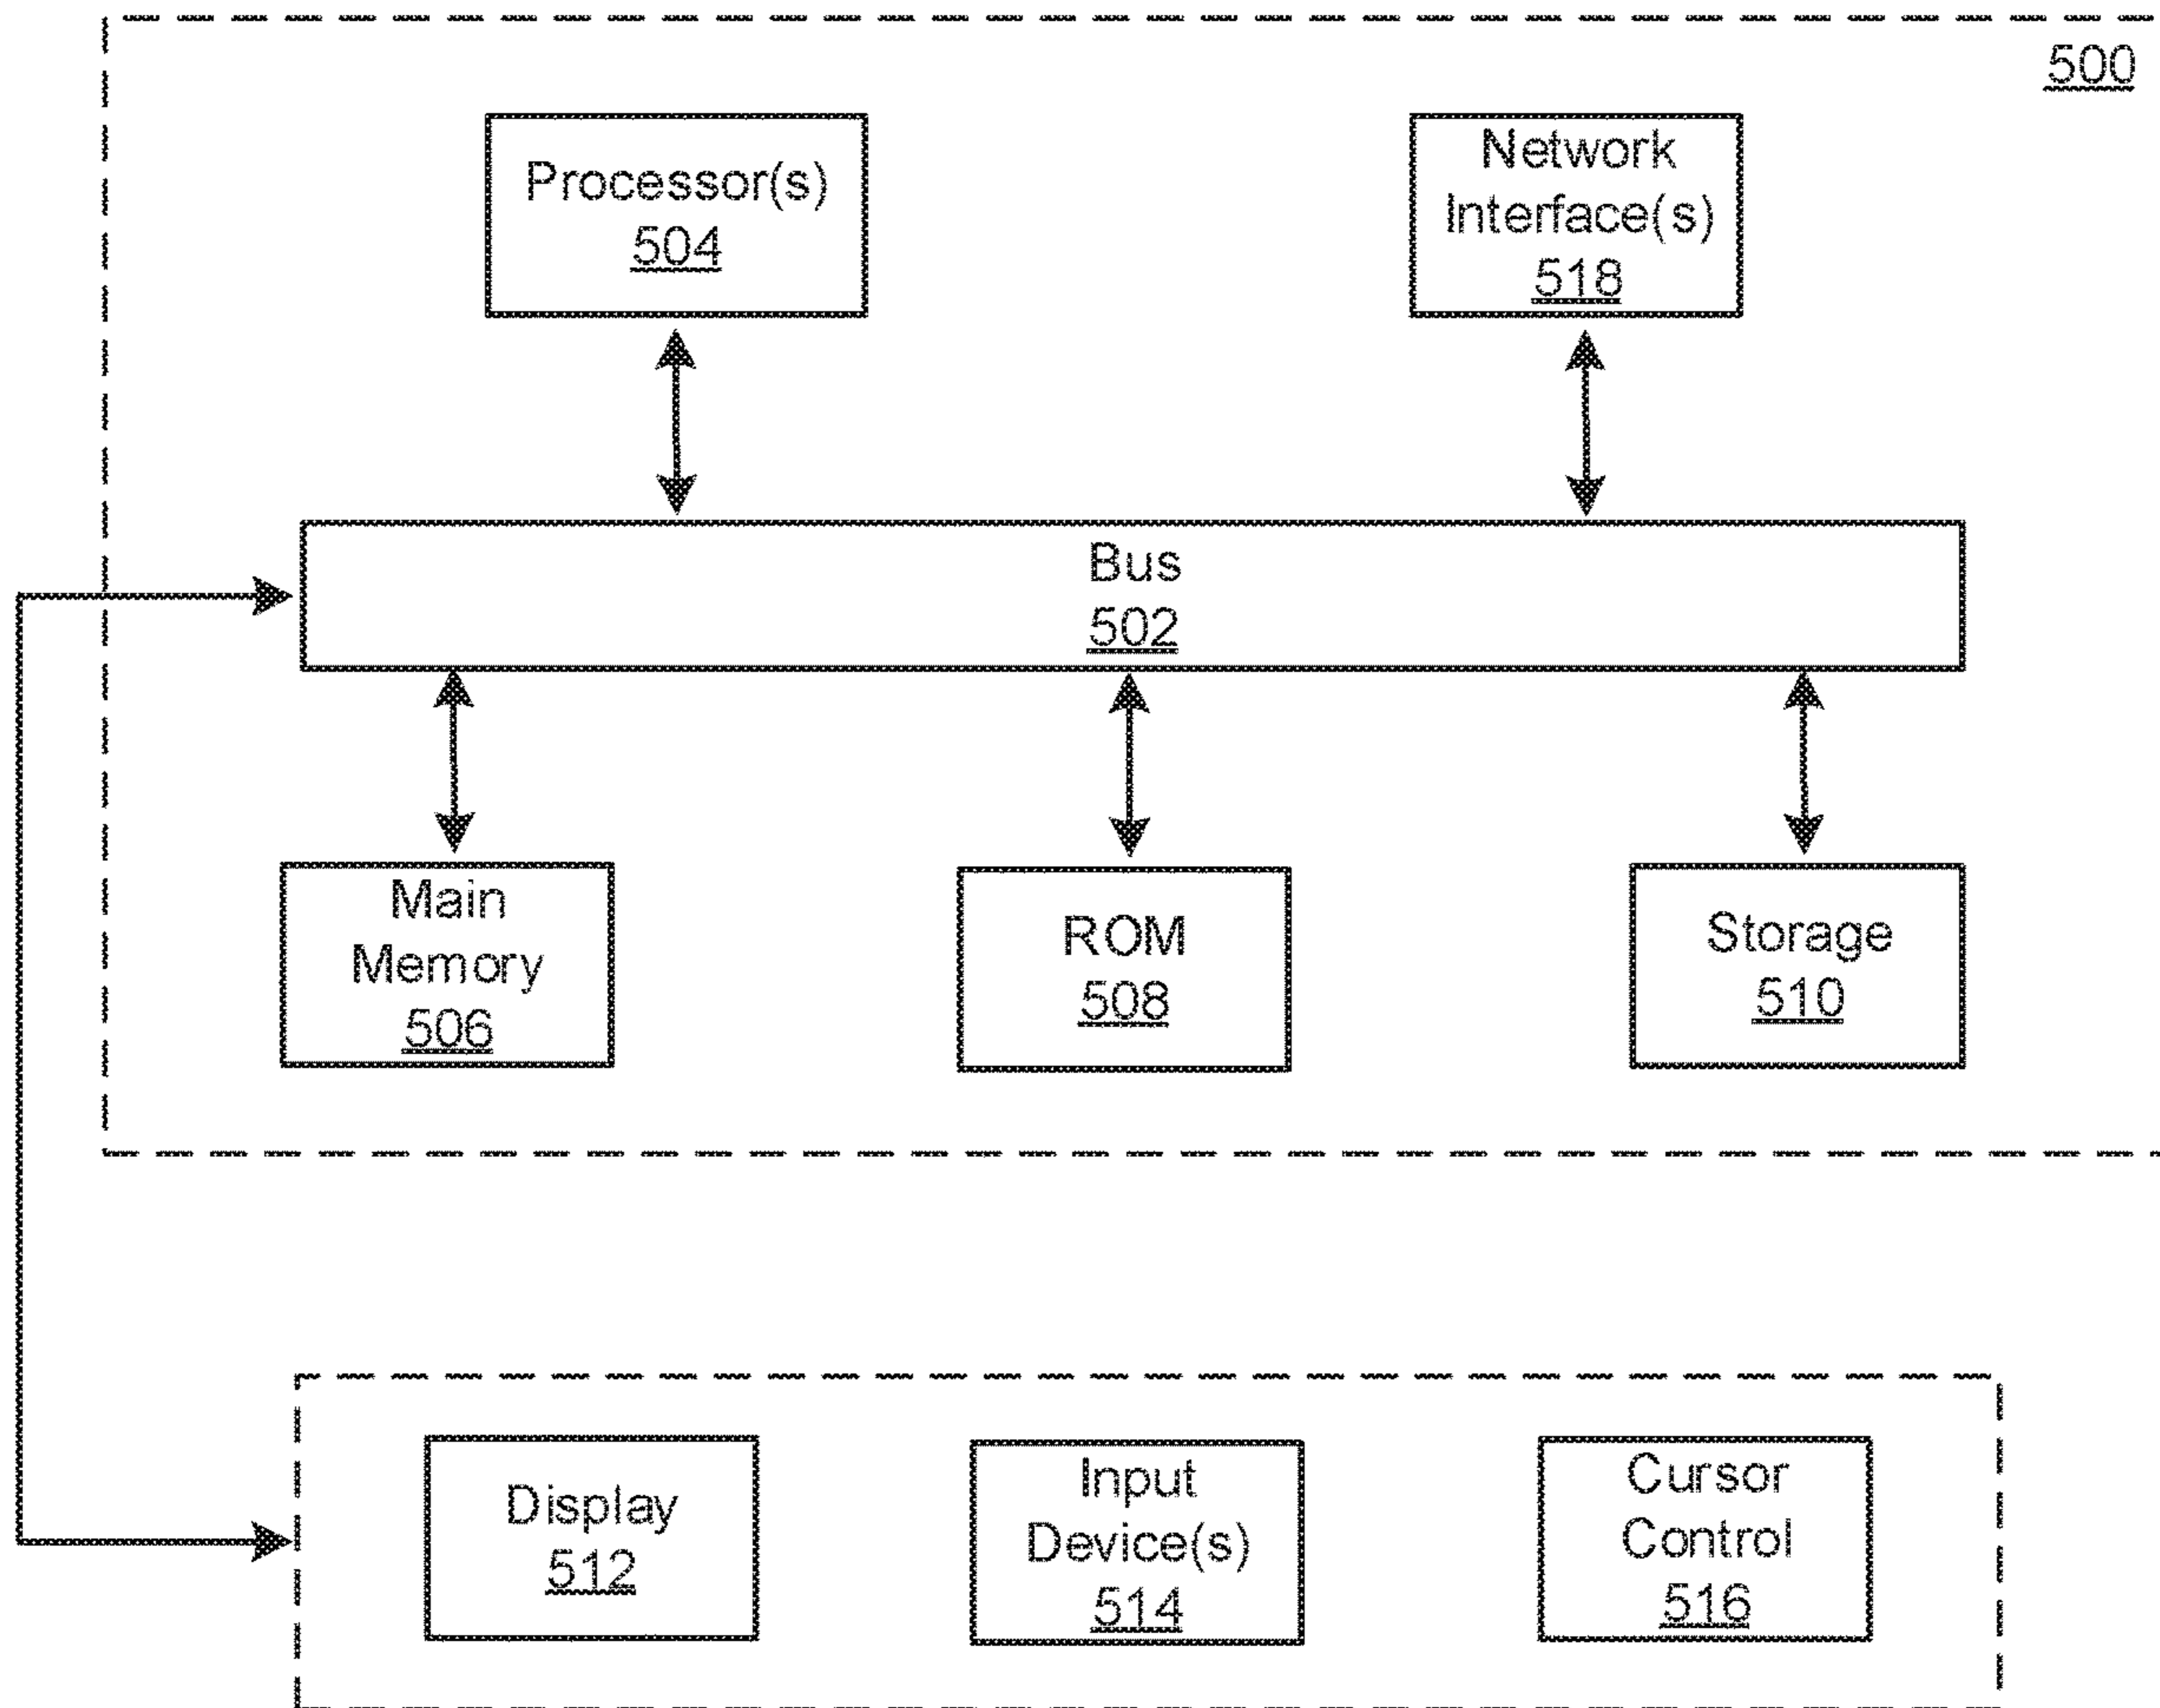 500
Processor(s)
504
Network
Interface(s)
518
Bus
502
Main
Memory
506
ROM
508
Storage
510
Display
512
Input
Device(s)
514
Cursor
Control
516